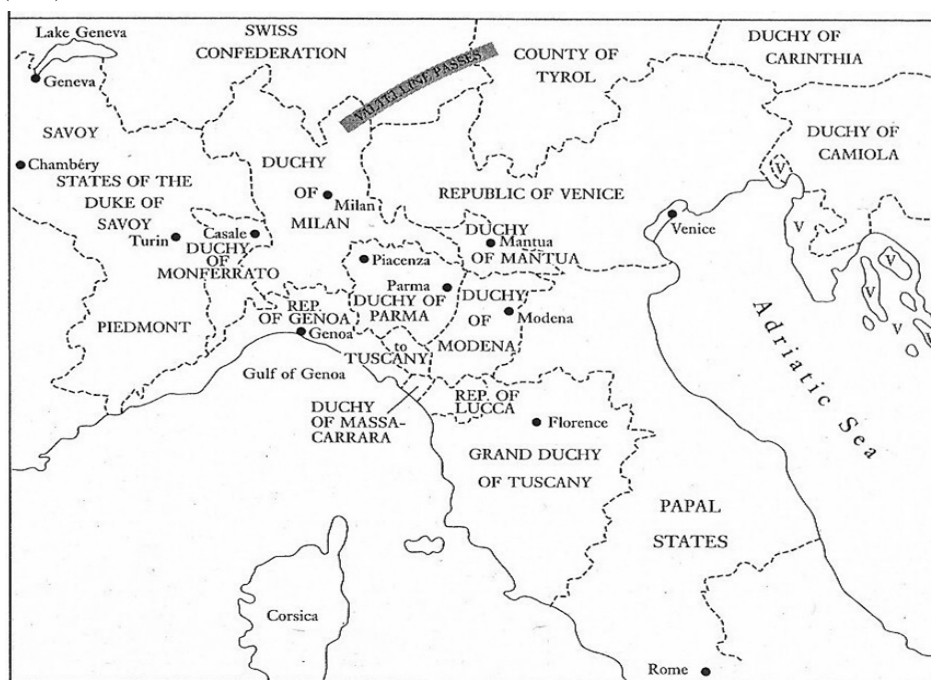 Lake Geneva
Geneva
SWISS
CONFEDERATION
COUNTY OF
TYROL
DUCHY OF
CARINTHIA
VALTELLINE PASSES
SAVOY
Chambéry
STATES OF THE
DUKE OF
SAVOY
Turin
Casale
DUCHY
OF
MONFERRATO
PIEDMONT
DUCHY
OF
MILAN
Milan
REPUBLIC OF VENICE
Venice
DUCHY OF
CAMIOLA
V
V
V
V
V
V
DUCHY
OF MANTUA
Mantua
Piacenza
Parma
DUCHY OF
PARMA
DUCHY
OF
MODENA
Modena
REP.
OF GENOA
Genoa
to
TUSCANY
Gulf of Genoa
DUCHY
OF MASSA-
CARRARA
REP. OF
LUCCA
Florence
GRAND DUCHY
OF TUSCANY
Adriatic Sea
PAPAL
STATES
Corsica
Rome